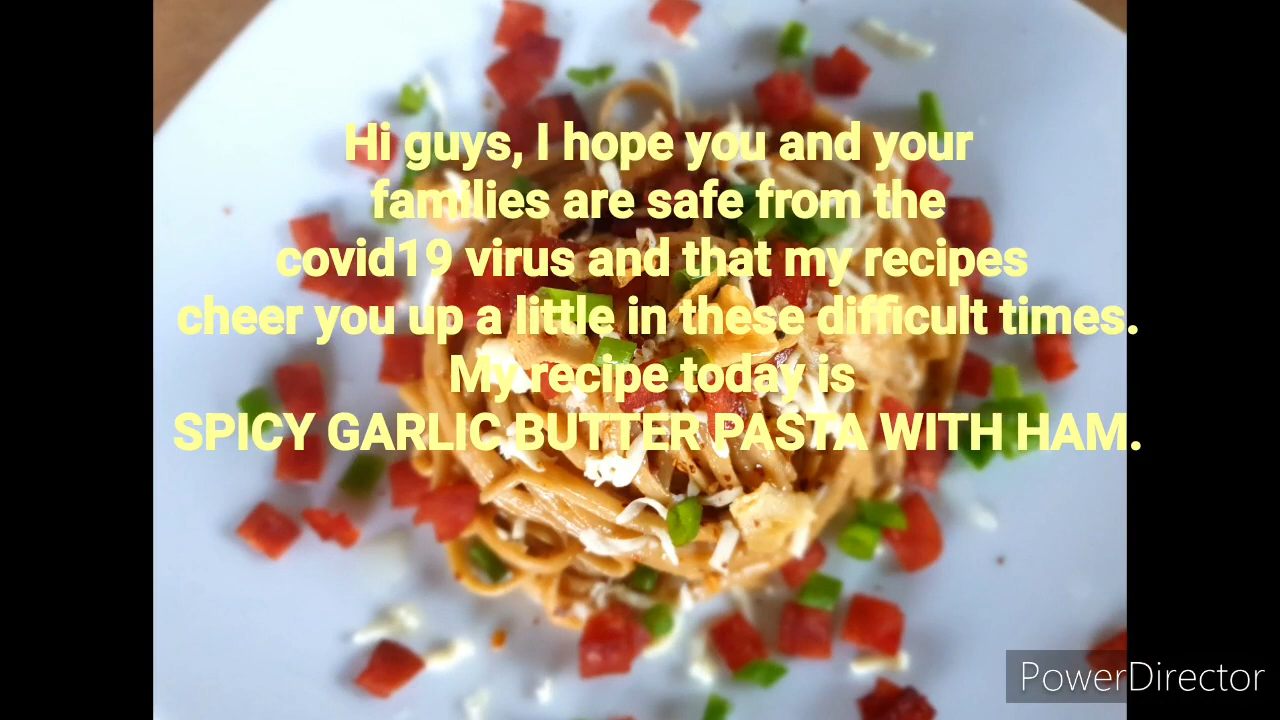 Hi guys, I hope you and your
families are safe from the
covid19 virus and that my recipes
cheer you up a little in these difficult times.
My recipe today is
SPICY GARLIC BUTTER PASTA WITH HAM.
PowerDirector